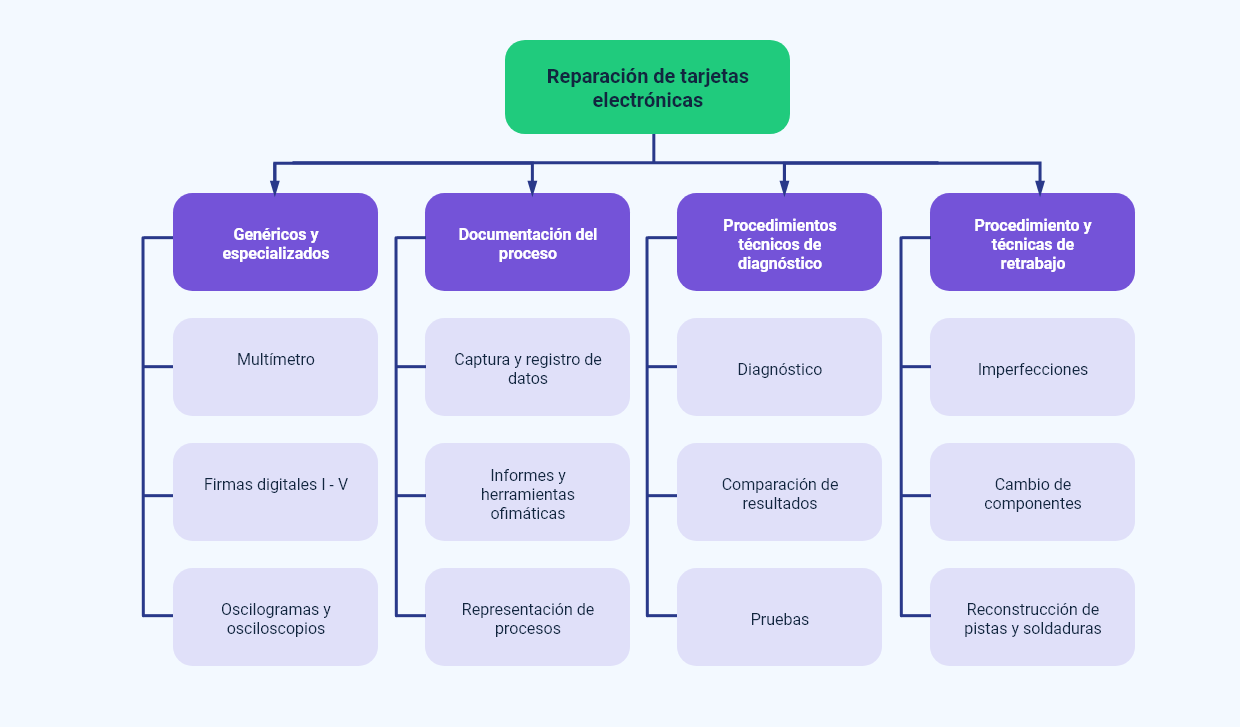 Reparación de tarjetas
electrónicas
Genéricos y
especializados
Multímetro
Firmas digitales I - V
Oscilogramas y
osciloscopios
Documentación del
proceso
Captura y registro de
datos
Informes y
herramientas
ofimáticas
Representación de
procesos
Procedimientos
técnicos de
diagnóstico
Diagnóstico
Comparación de
resultados
Pruebas
Procedimiento y
técnicas de
retrabajo
Imperfecciones
Cambio de
componentes
Reconstrucción de
pistas y soldaduras